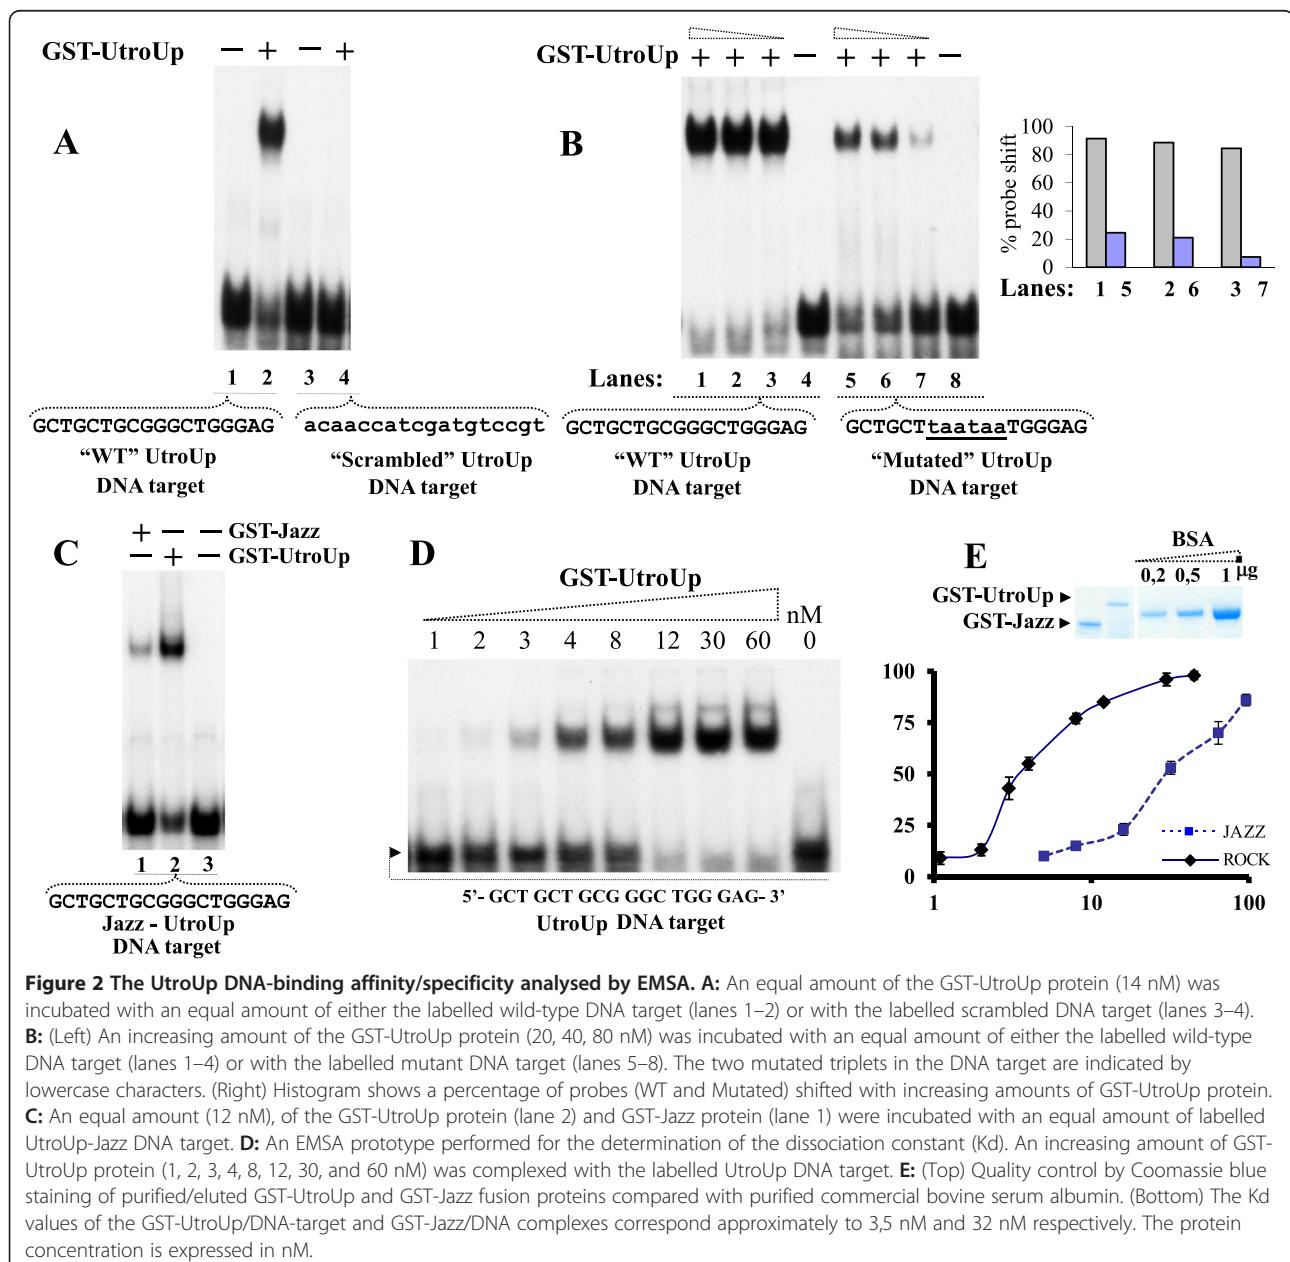 GST-UtroUp — + — +
A
1 2 3 4
GCTGCTGCGGGCTGGGAG
“WT” UtroUp
DNA target
acaaccatcgatgtccgt
“Scrambled” UtroUp
DNA target
GST-UtroUp + + + — + + + —
B
Lanes: 1 2 3 4 5 6 7 8
GCTGCTGCGGGCTGGGAG
“WT” UtroUp
DNA target
GCTGCTtaataaTGGGAG
“Mutated” UtroUp
DNA target
% probe shift
100
80
60
40
20
0
Lanes: 1 5 2 6 3 7
C
+ — — GST-Jazz
— + — GST-UtroUp
1 2 3
GCTGCTGCGGGCTGGGAG
Jazz - UtroUp
DNA target
D
GST-UtroUp
nM
1 2 3 4 8 12 30 60 0
5’- GCT GCT GCG GGC TGG GAG- 3’
UtroUp DNA target
E
BSA
0,2 0,5 1 µg
GST-UtroUp
GST-Jazz
100
75
50
25
0
1 10 100
JAZZ
ROCK
Figure 2 The UtroUp DNA-binding affinity/specificity analysed by EMSA. A: An equal amount of the GST-UtroUp protein (14 nM) was
incubated with an equal amount of either the labelled wild-type DNA target (lanes 1–2) or with the labelled scrambled DNA target (lanes 3–4).
B: (Left) An increasing amount of the GST-UtroUp protein (20, 40, 80 nM) was incubated with an equal amount of either the labelled wild-type
DNA target (lanes 1–4) or with the labelled mutant DNA target (lanes 5–8). The two mutated triplets in the DNA target are indicated by
lowercase characters. (Right) Histogram shows a percentage of probes (WT and Mutated) shifted with increasing amounts of GST-UtroUp protein.
C: An equal amount (12 nM), of the GST-UtroUp protein (lane 2) and GST-Jazz protein (lane 1) were incubated with an equal amount of labelled
UtroUp-Jazz DNA target. D: An EMSA prototype performed for the determination of the dissociation constant (Kd). An increasing amount of GST-
UtroUp protein (1, 2, 3, 4, 8, 12, 30, and 60 nM) was complexed with the labelled UtroUp DNA target. E: (Top) Quality control by Coomassie blue
staining of purified/eluted GST-UtroUp and GST-Jazz fusion proteins compared with purified commercial bovine serum albumin. (Bottom) The Kd
values of the GST-UtroUp/DNA-target and GST-Jazz/DNA complexes correspond approximately to 3,5 nM and 32 nM respectively. The protein
concentration is expressed in nM.